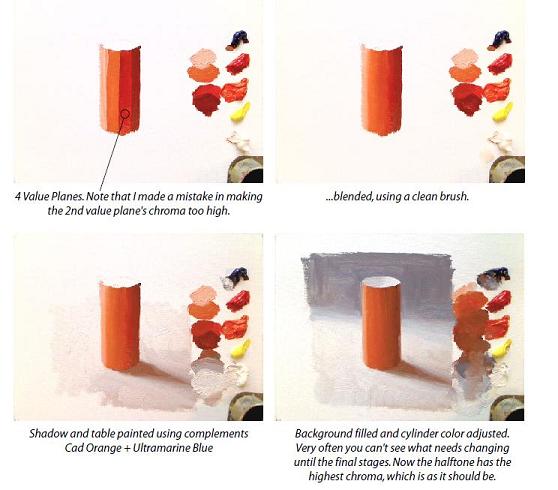 4 Value Planes. Note that I made a mistake in making
the 2nd value plane's chroma too high.
...blended, using a clean brush.
Shadow and table painted using complements
Cad Orange + Ultramarine Blue
Background filled and cylinder color adjusted.
Very often you can't see what needs changing
until the final stages. Now the halftone has the
highest chroma, which is as it should be.